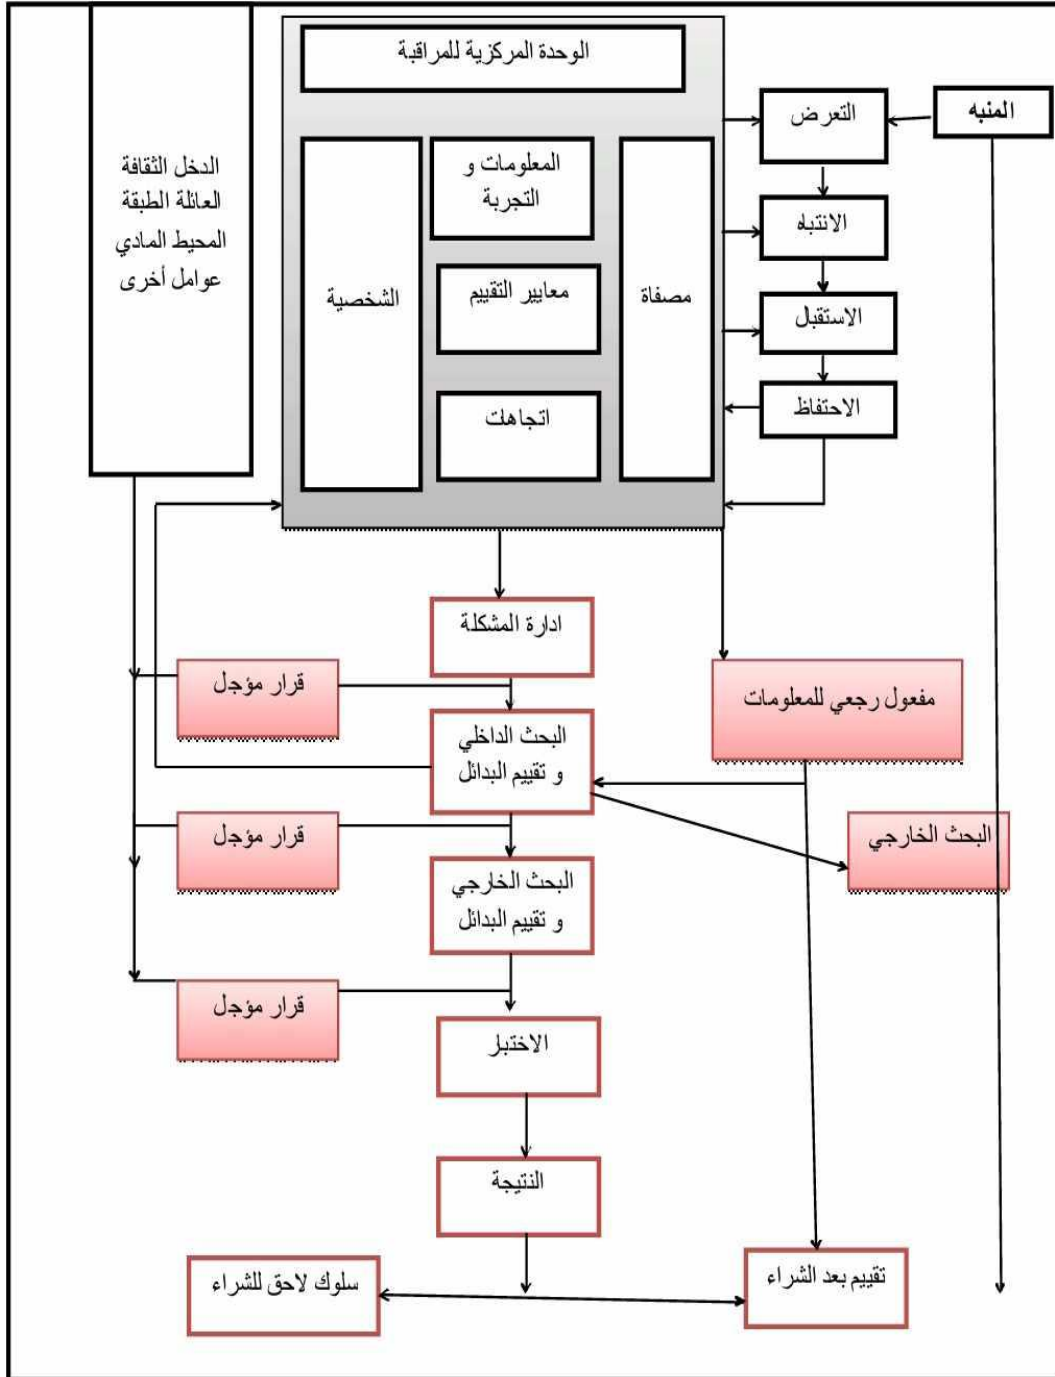 الوحدة المركزية للمراقبة
المنبه
التعرض
الدخل الثقافة
العائلة الطبقة
المحيط المادي
عوامل أخرى
المعلومات و
التجربة
الانتباه
معايير التقييم
الشخصية
مصفاة
الاستقبال
الاحتفاظ
اتجاهات
ادارة المشكلة
قرار مؤجل
مفعول رجعي للمعلومات
البحث الداخلي
و تقييم البدائل
قرار مؤجل
البحث الخارجي
البحث الخارجي
و تقييم البدائل
قرار مؤجل
الاختبار
النتيجة
تقييم بعد الشراء
سلوك لاحق للشراء